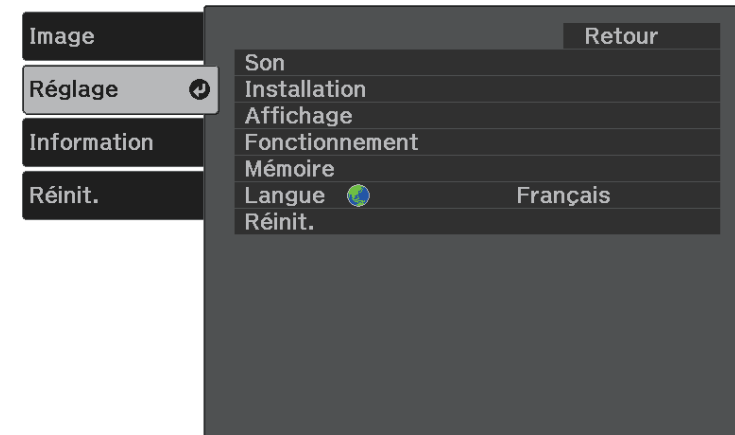 Image
Réglage
Information
Réinit.
Retour
Son
Installation
Affichage
Fonctionnement
Mémoire
Langue Français
Réinit.